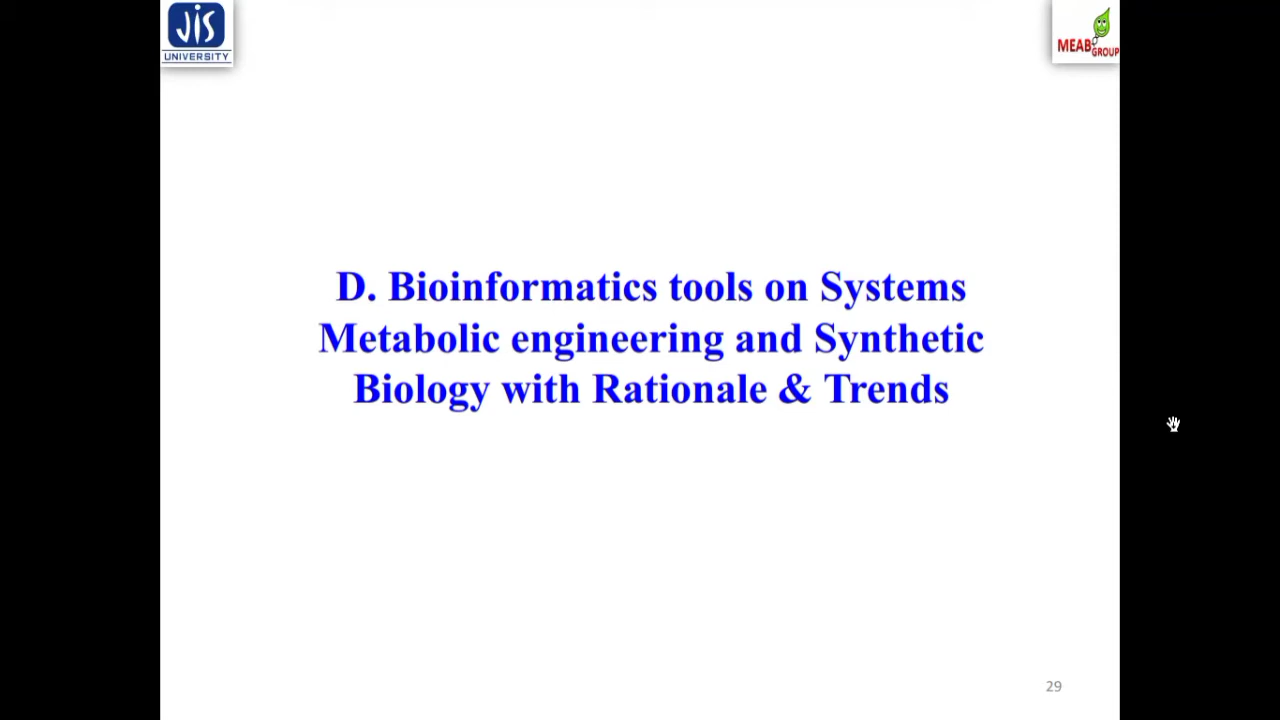 JIS
UNIVERSITY
MEAB
GROUP
D. Bioinformatics tools on Systems
Metabolic engineering and Synthetic
Biology with Rationale & Trends
29